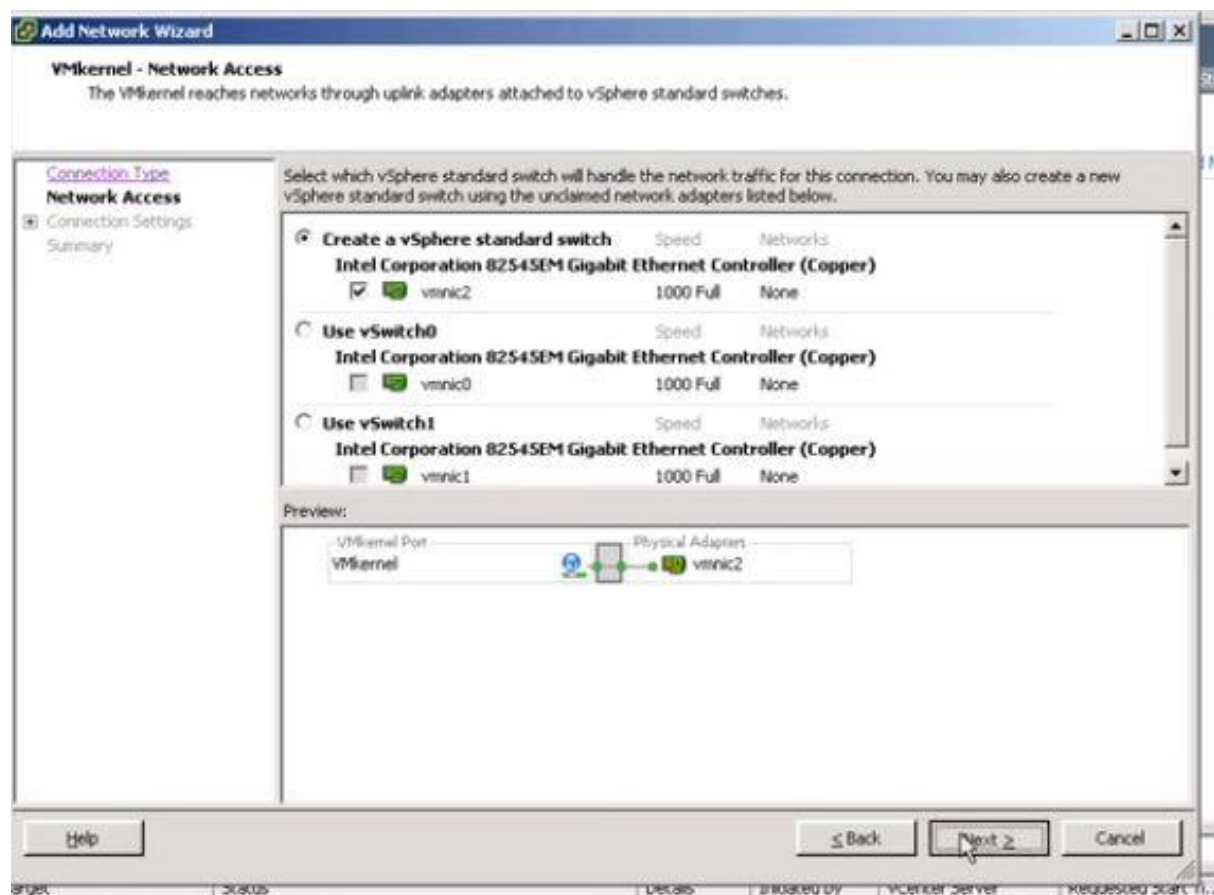 Add Network Wizard
VMkernel - Network Access
The VMkernel reaches networks through uplink adapters attached to vSphere standard switches.
Connection Type
Network Access
Connection Settings
Summary
Select which vSphere standard switch will handle the network traffic for this connection. You may also create a new
vSphere standard switch using the unclaimed network adapters listed below.
Create a vSphere standard switch Speed Networks
Intel Corporation 82545EM Gigabit Ethernet Controller (Copper)
vmnic2 1000 Full None
Use vSwitch0 Speed Networks
Intel Corporation 82545EM Gigabit Ethernet Controller (Copper)
vmnic0 1000 Full None
Use vSwitch1 Speed Networks
Intel Corporation 82545EM Gigabit Ethernet Controller (Copper)
vmnic1 1000 Full None
Preview:
VMkernel Port Physical Adapters
VMkernel vmnic2
Help < Back Next > Cancel
Status Details Initiated by vCenter Server Requested Start